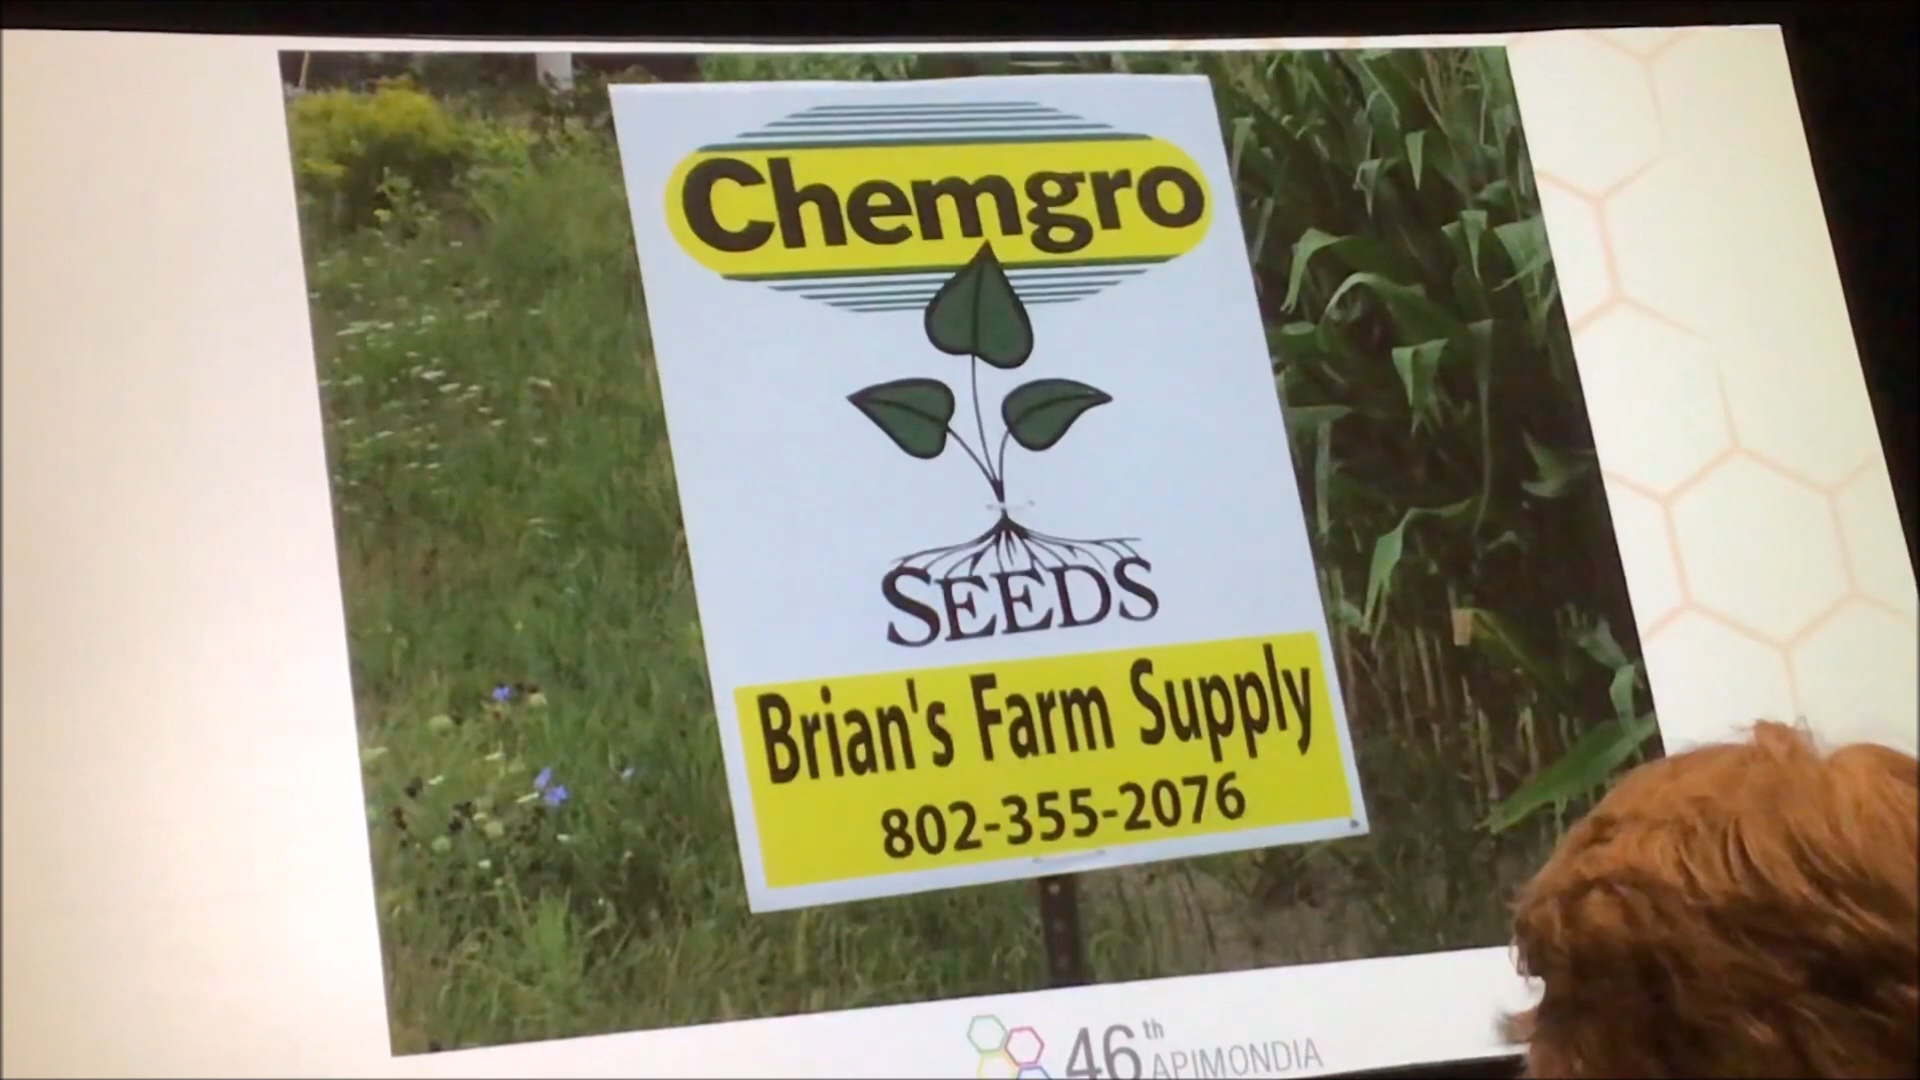 Chemgro
SEEDS
Brian's Farm Supply
802-355-2076
46th APIMONDIA